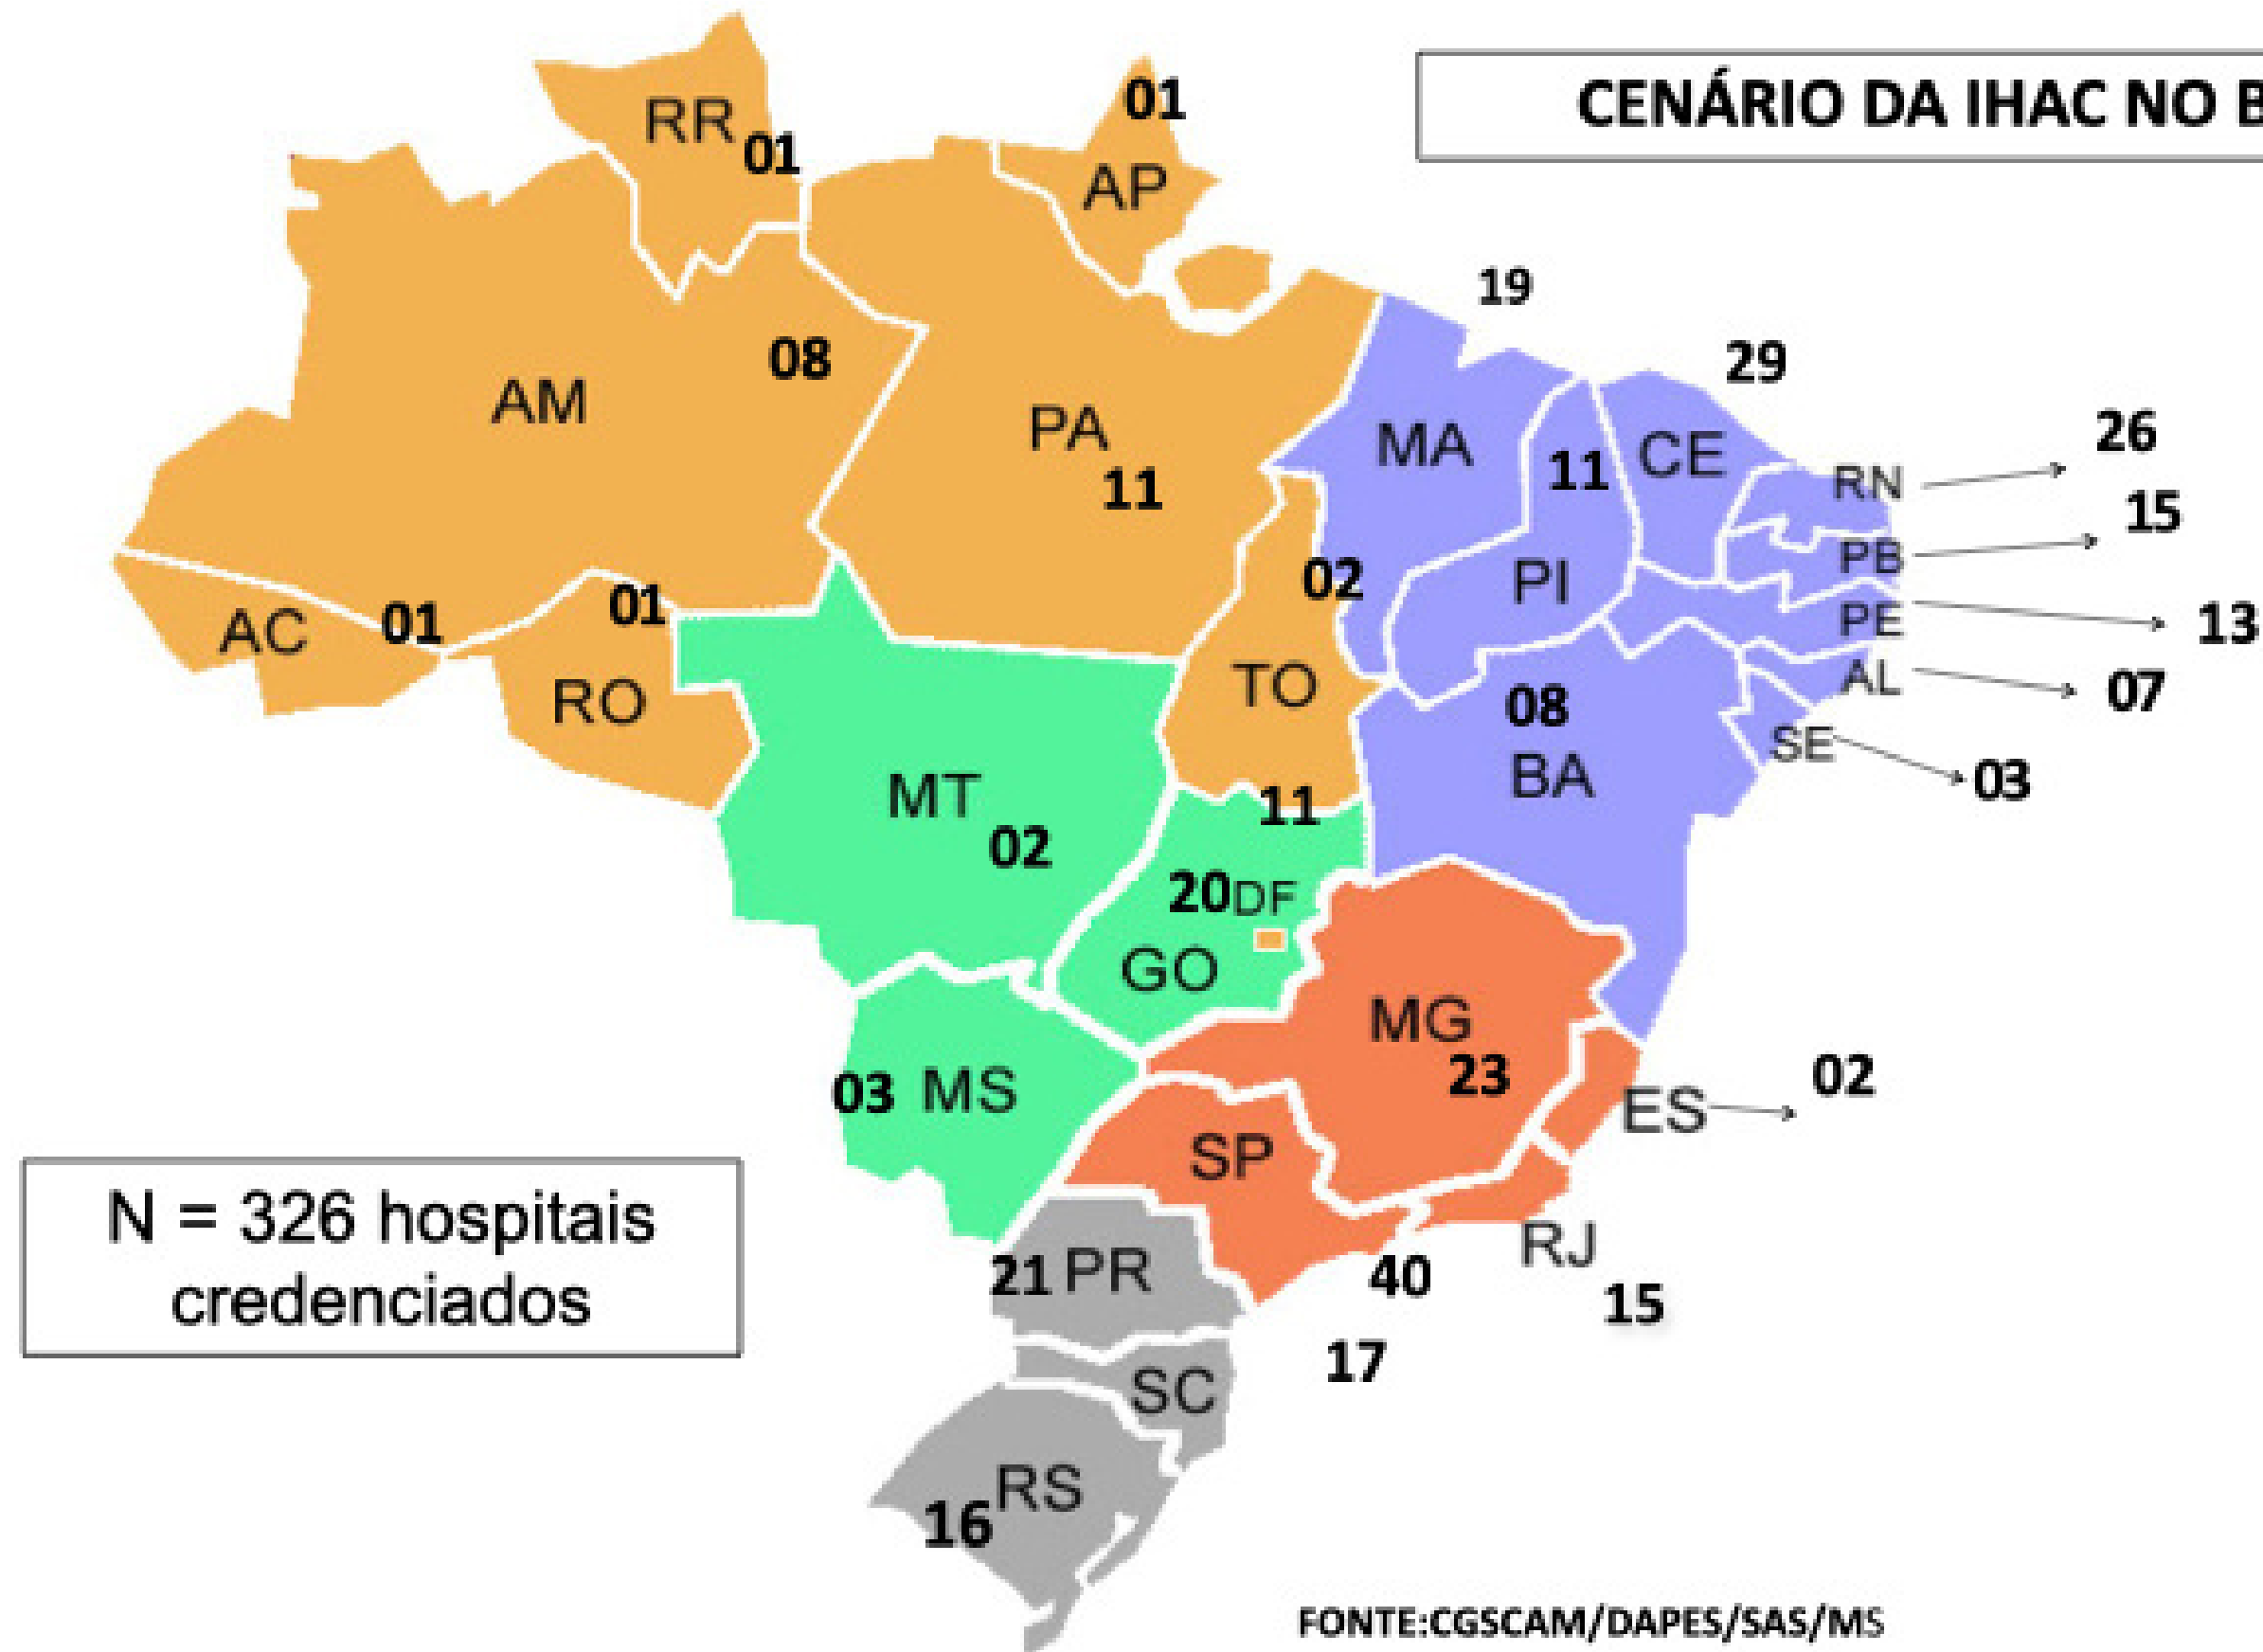 CENÁRIO DA IHAC NO B
RR
01
01
AP
19
08
29
AM
PA
11
MA
11
CE
26
RN
15
PB
02
PI
13
PE
AC
01
01
RO
TO
08
BA
AL
07
SE
03
MT
02
11
20
DF
GO
MG
23
03
MS
ES
02
SP
N = 326 hospitais
credenciados
21
PR
40
RJ
15
17
SC
RS
16
FONTE:CGSCAM/DAPES/SAS/MS